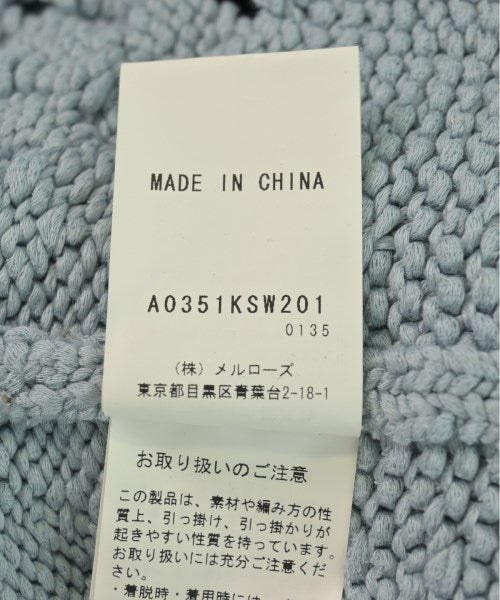 MADE IN CHINA
A0351KSW201
0135
（株）メルローズ
東京都目黒区青葉台2-18-1
お取り扱いのご注意
この製品は、素材や編み方の性
質上、引っ掛け、引っ掛かりが
起きやすい性質を持っています。
お取り扱いには充分ご注意くだ
さい。
・着脱時・着用時には